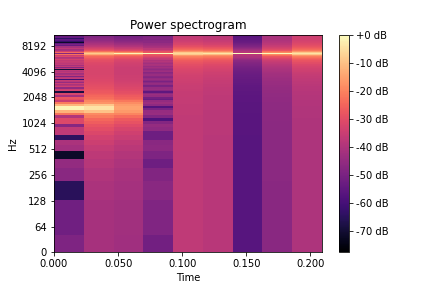 Power spectrogram
Hz
8192
4096
2048
1024
512
256
128
64
0
0.000 0.050 0.100 0.150 0.200
Time
+0 dB
-10 dB
-20 dB
-30 dB
-40 dB
-50 dB
-60 dB
-70 dB